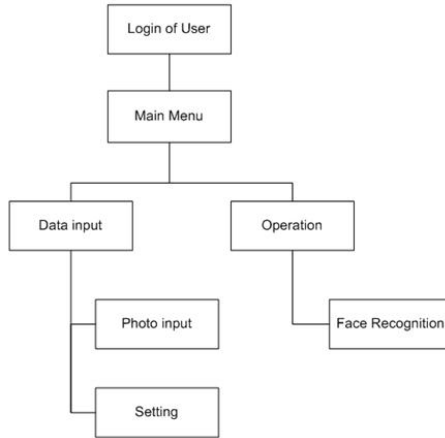 Login of User
Main Menu
Data input
Operation
Photo input
Face Recognition
Setting